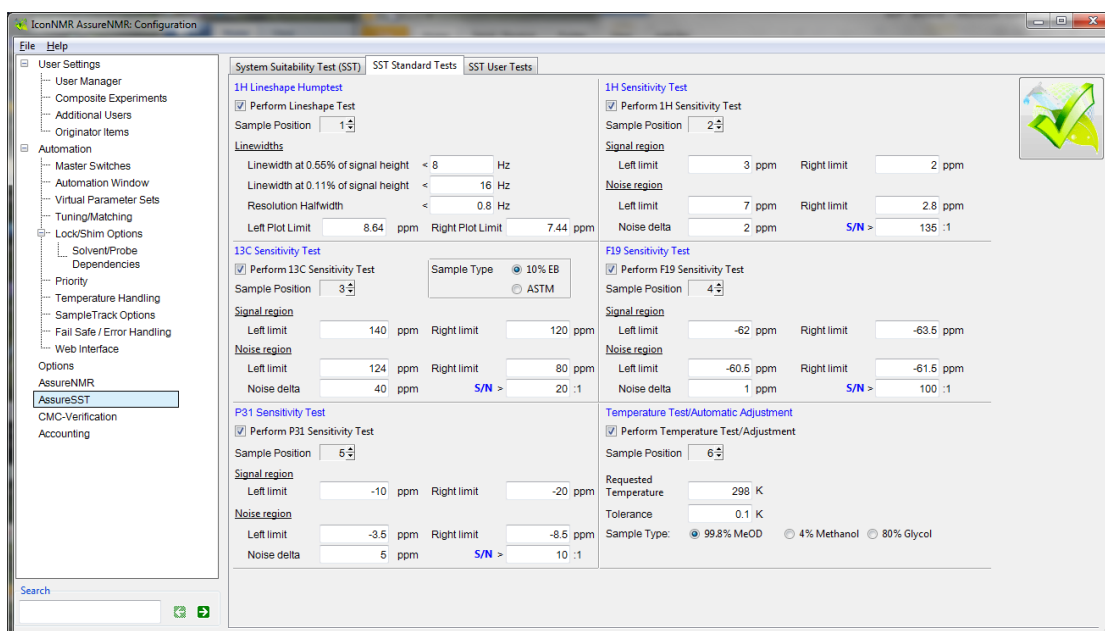 IconNMR AssureNMR: Configuration
File Help
User Settings
User Manager
Composite Experiments
Additional Users
Originator Items
Automation
Master Switches
Automation Window
Virtual Parameter Sets
Tuning/Matching
Lock/Shim Options
Solvent/Probe
Dependencies
Priority
Temperature Handling
SampleTrack Options
Fail Safe / Error Handling
Web Interface
Options
AssureNMR
AssureSST
CMC-Verification
Accounting
Search
System Suitability Test (SST) SST Standard Tests SST User Tests
1H Lineshape Humptest
Perform Lineshape Test
Sample Position 1
Linewidths
Linewidth at 0.55% of signal height < 8 Hz
Linewidth at 0.11% of signal height < 16 Hz
Resolution Halfwidth < 0.8 Hz
Left Plot Limit 8.64 ppm Right Plot Limit 7.44 ppm
1H Sensitivity Test
Perform 1H Sensitivity Test
Sample Position 2
Signal region
Left limit 3 ppm Right limit 2 ppm
Noise region
Left limit 7 ppm Right limit 2.8 ppm
Noise delta 2 ppm S/N > 135 :1
13C Sensitivity Test
Perform 13C Sensitivity Test Sample Type 10% EB
Sample Position 3 ASTM
Signal region
Left limit 140 ppm Right limit 120 ppm
Noise region
Left limit 124 ppm Right limit 80 ppm
Noise delta 40 ppm S/N > 20 :1
F19 Sensitivity Test
Perform F19 Sensitivity Test
Sample Position 4
Signal region
Left limit -62 ppm Right limit -63.5 ppm
Noise region
Left limit -60.5 ppm Right limit -61.5 ppm
Noise delta 1 ppm S/N > 100 :1
P31 Sensitivity Test
Perform P31 Sensitivity Test
Sample Position 5
Signal region
Left limit -10 ppm Right limit -20 ppm
Noise region
Left limit -3.5 ppm Right limit -8.5 ppm
Noise delta 5 ppm S/N > 10 :1
Temperature Test/Automatic Adjustment
Perform Temperature Test/Adjustment
Sample Position 6
Requested
Temperature 298 K
Tolerance 0.1 K
Sample Type: 99.8% MeOD 4% Methanol 80% Glycol